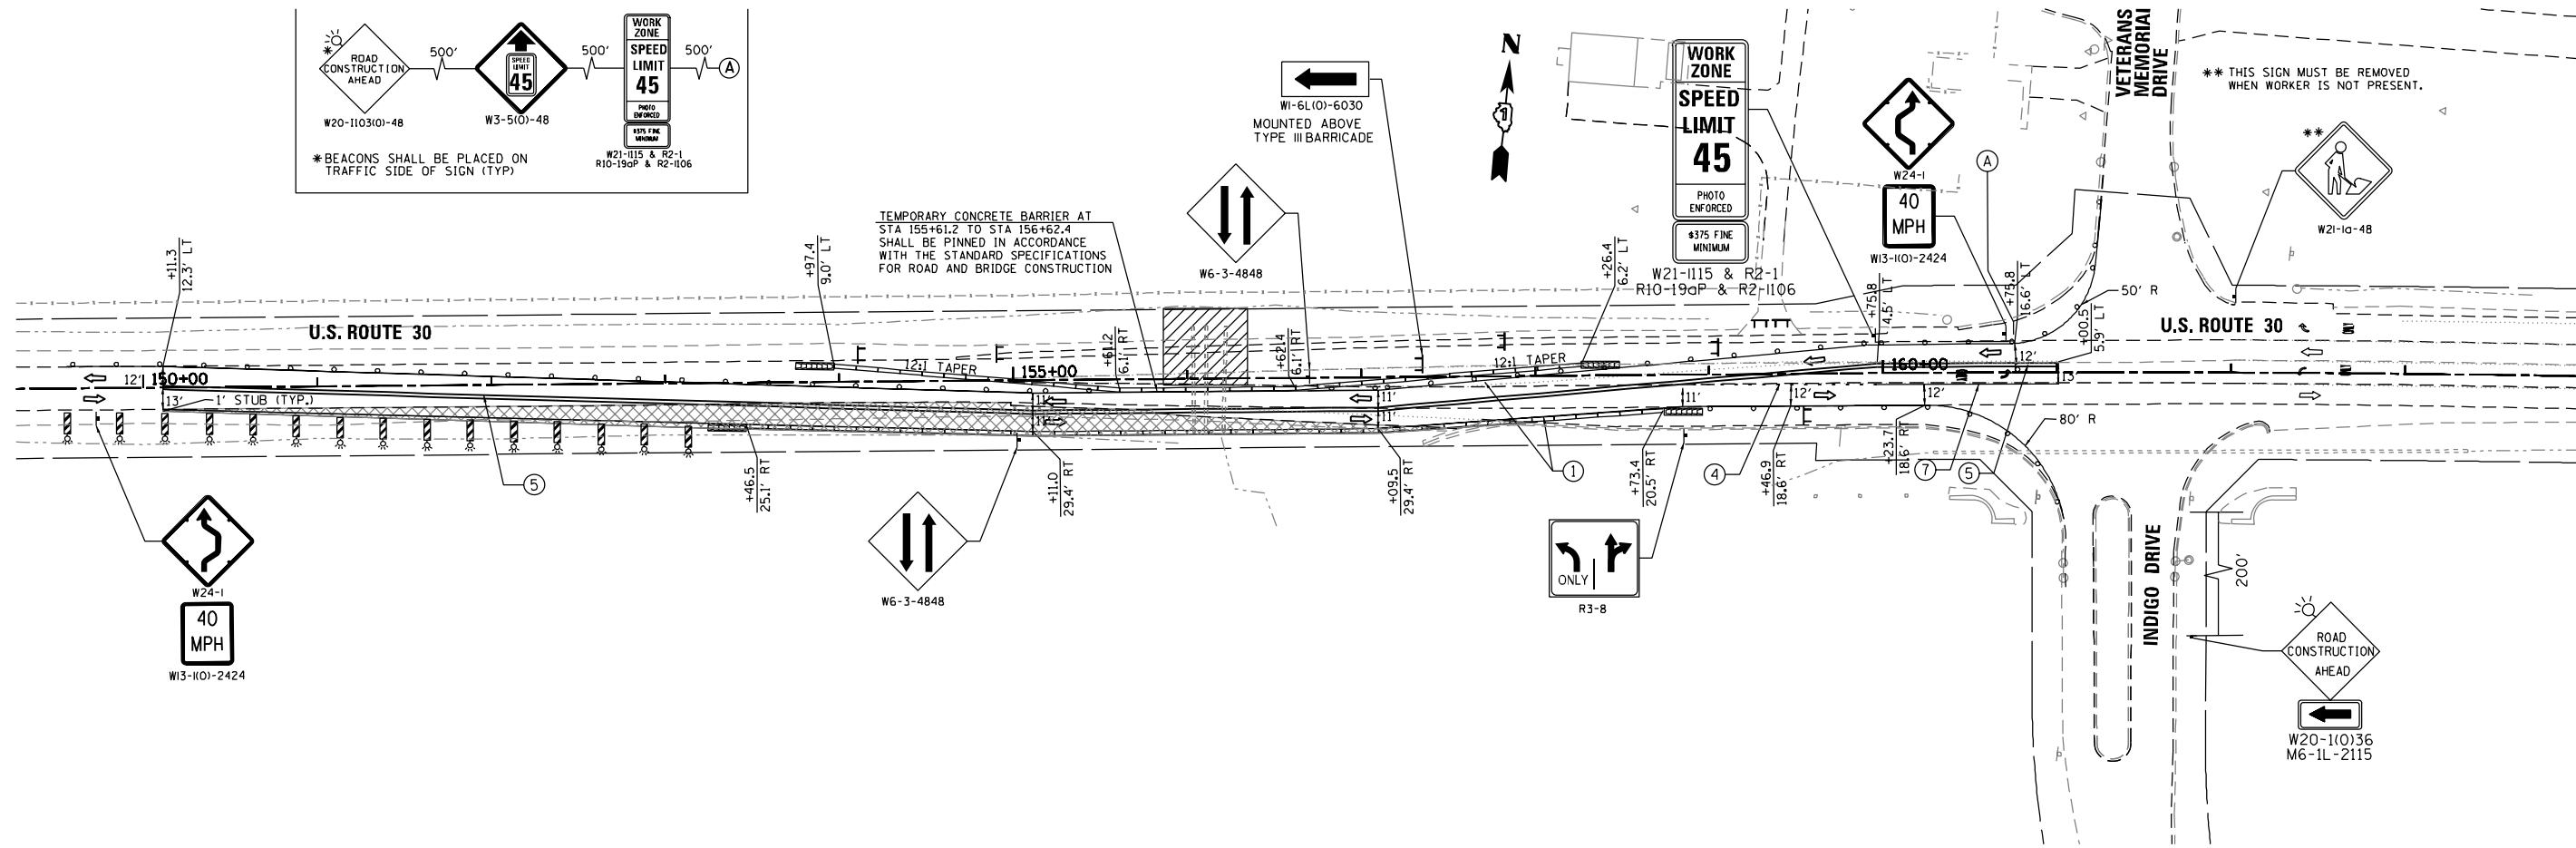 ROAD
CONSTRUCTION
AHEAD
W20-I103(O)-48
500'
SPEED
LIMIT
45
W3-5(O)-48
500'
WORK
ZONE
SPEED
LIMIT
45
PHOTO
ENFORCED
$375 FINE
MINIMUM
W21-I115 & R2-1
R10-19aP & R2-I106
500'
A
* BEACONS SHALL BE PLACED ON
TRAFFIC SIDE OF SIGN (TYP)
W1-6L(O)-6030
MOUNTED ABOVE
TYPE III BARRICADE
N
WORK
ZONE
SPEED
LIMIT
45
PHOTO
ENFORCED
$375 FINE
MINIMUM
W21-I115 & R2-1
R10-19aP & R2-I106
W24-1
40
MPH
W13-1(O)-2424
A
VETERANS
MEMORIAL
DRIVE
** THIS SIGN MUST BE REMOVED
WHEN WORKER IS NOT PRESENT.
**
W21-1a-48
TEMPORARY CONCRETE BARRIER AT
STA 155+61.2 TO STA 156+62.4
SHALL BE PINNED IN ACCORDANCE
WITH THE STANDARD SPECIFICATIONS
FOR ROAD AND BRIDGE CONSTRUCTION
W6-3-4848
+11.3
12.3' LT
+97.4
9.0' LT
+61.2
6.1' RT
+62.4
6.1' RT
+26.4
6.2' LT
+75.8
4.5' LT
+75.8
16.6' LT
+00.5
5.9' LT
50' R
U.S. ROUTE 30
U.S. ROUTE 30
12:1 TAPER
12:1 TAPER
12'
150+00
155+00
160+00
12'
13'
13'
1' STUB (TYP.)
11'
11'
11'
11'
11'
12'
12'
80' R
5
+46.5
25.1' RT
+11.0
29.4' RT
+09.5
29.4' RT
1
+73.4
20.5' RT
4
+46.9
18.6' RT
+23.7
18.6' RT
7
5
W24-1
40
MPH
W13-1(O)-2424
W6-3-4848
ONLY
R3-8
INDIGO DRIVE
200'
ROAD
CONSTRUCTION
AHEAD
W20-1(O)36
M6-1L-2115